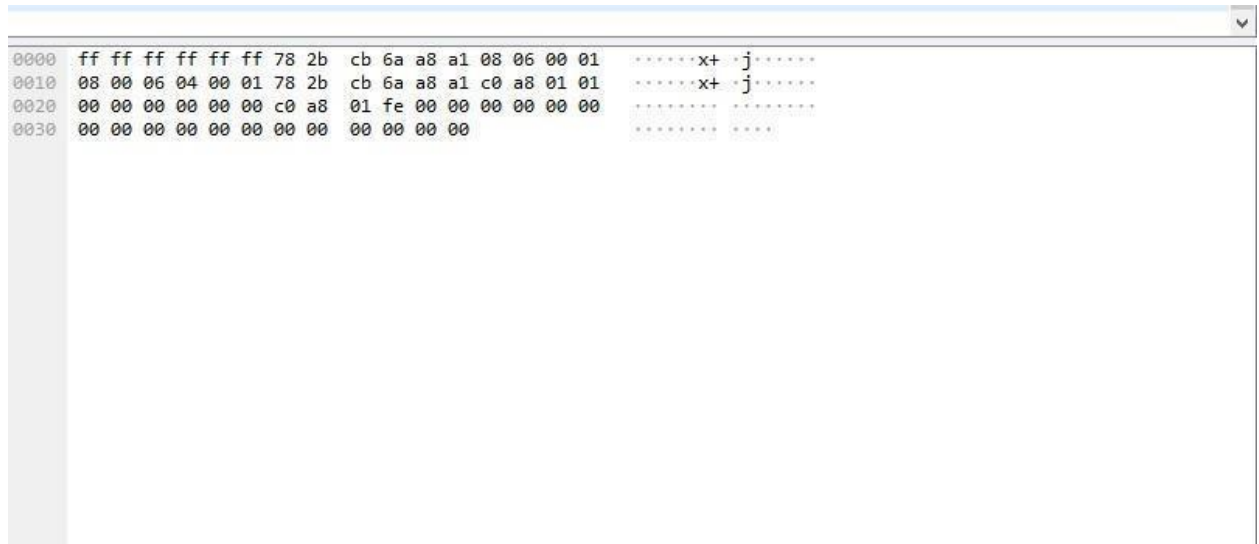 0000 ff ff ff ff ff ff 78 2b cb 6a a8 a1 08 06 00 01 ······x+ ·j······
0010 08 00 06 04 00 01 78 2b cb 6a a8 a1 c0 a8 01 01 ······x+ ·j······
0020 00 00 00 00 00 00 c0 a8 01 fe 00 00 00 00 00 00 ········ ········
0030 00 00 00 00 00 00 00 00 00 00 00 00 ········ ····